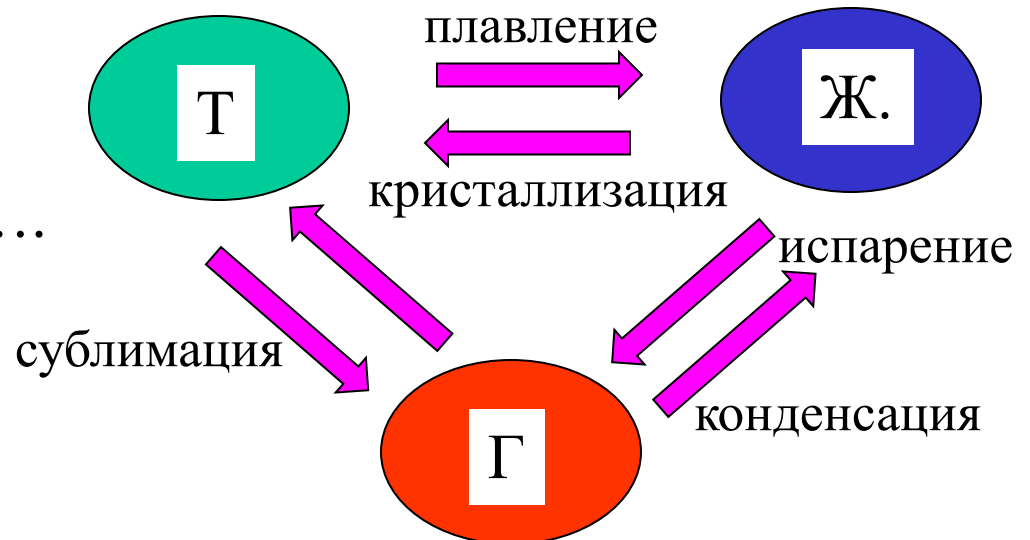 плавление
Т
Ж.
кристаллизация
...
испарение
сублимация
конденсация
Г